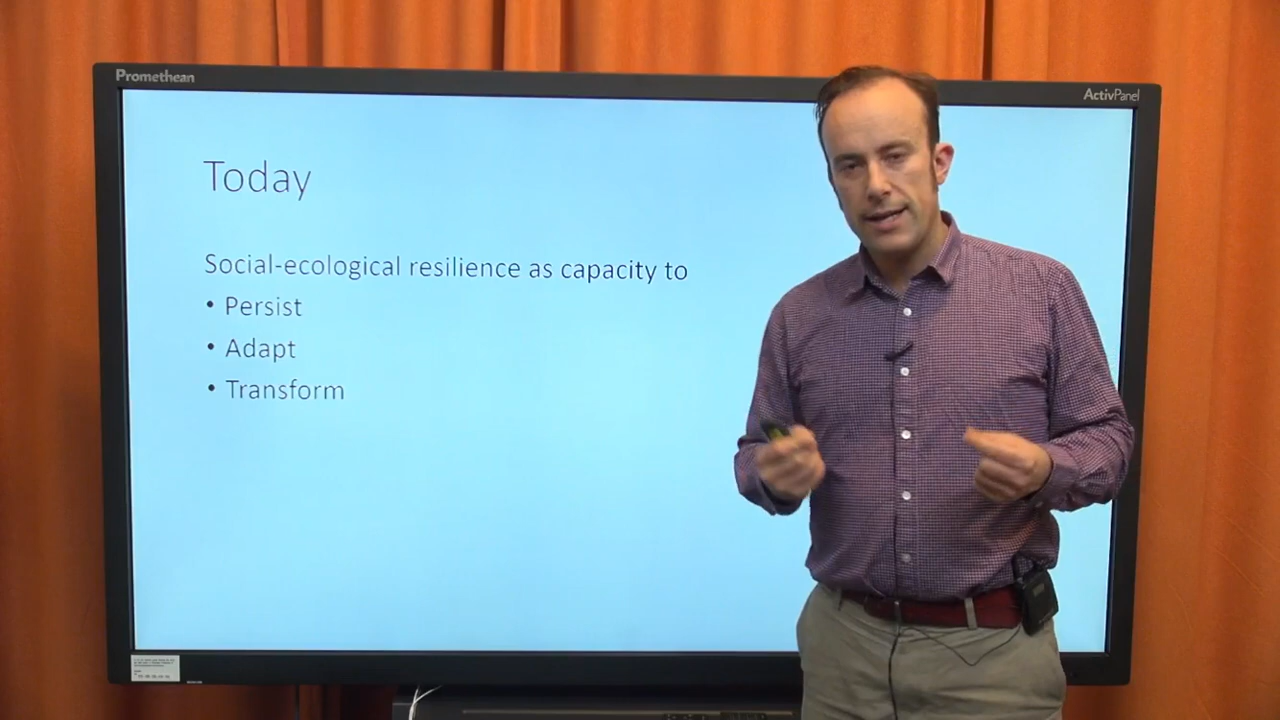 Promethean
ActivPanel
Today
Social-ecological resilience as capacity to
• Persist
• Adapt
• Transform